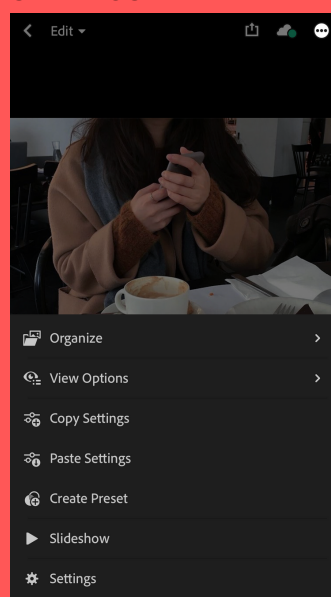 Edit
Organize
View Options
Copy Settings
Paste Settings
Create Preset
Slideshow
Settings